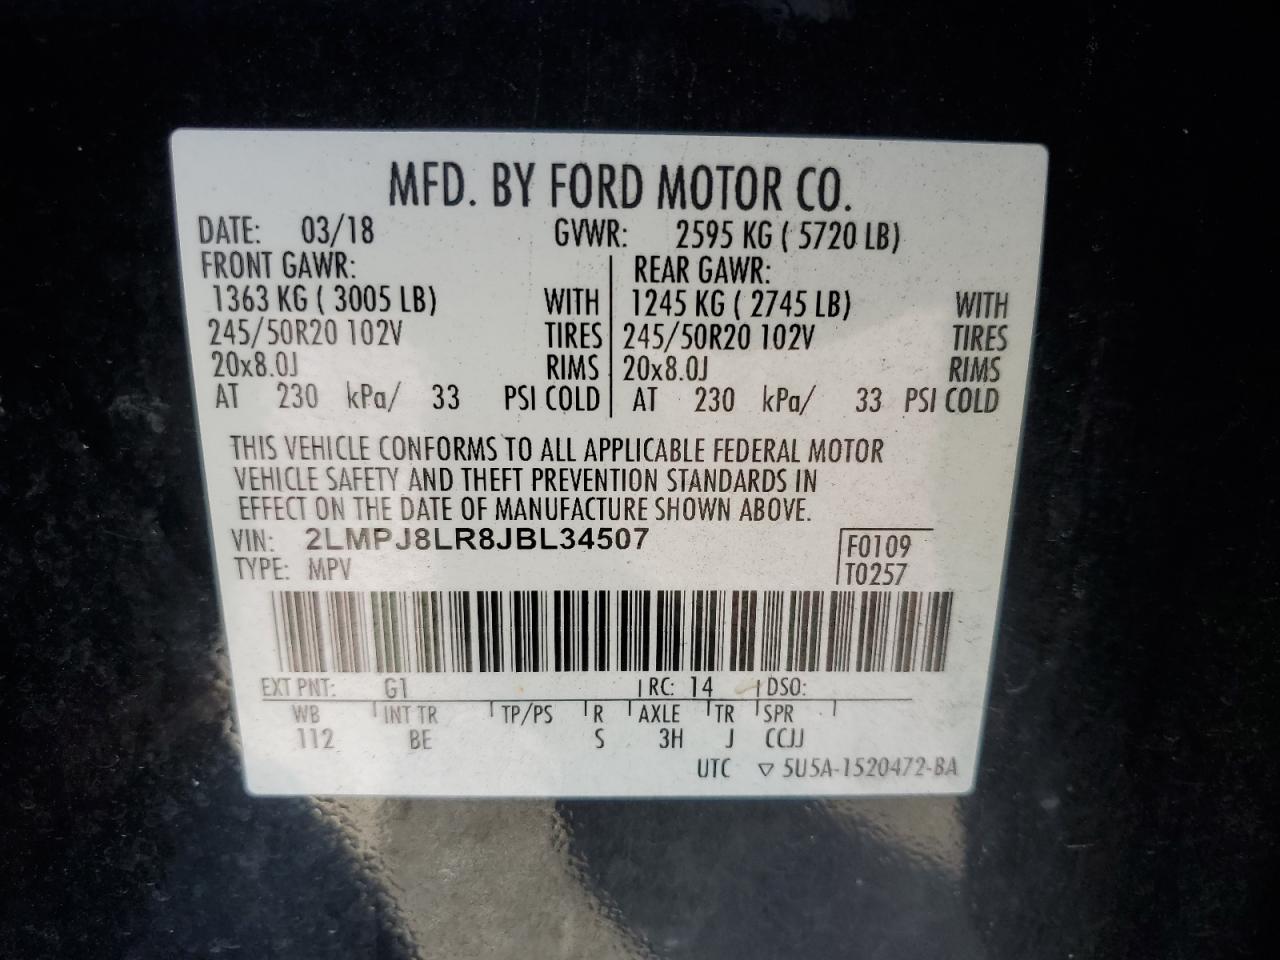 MFD. BY FORD MOTOR CO.
DATE: 03/18 GVWR: 2595 KG ( 5720 LB)
FRONT GAWR: REAR GAWR:
1363 KG ( 3005 LB) WITH 1245 KG ( 2745 LB) WITH
245/50R20 102V TIRES 245/50R20 102V TIRES
20x8.0J RIMS 20x8.0J RIMS
AT 230 kPa/ 33 PSI COLD AT 230 kPa/ 33 PSI COLD
THIS VEHICLE CONFORMS TO ALL APPLICABLE FEDERAL MOTOR
VEHICLE SAFETY AND THEFT PREVENTION STANDARDS IN
EFFECT ON THE DATE OF MANUFACTURE SHOWN ABOVE.
VIN: 2LMPJ8LR8JBL34507 F0109
TYPE: MPV T0257
EXT PNT: G1 RC: 14 DSO:
WB INT TR TP/PS R AXLE TR SPR
112 BE S 3H J CCJJ
UTC ▽ 5U5A-1520472-BA